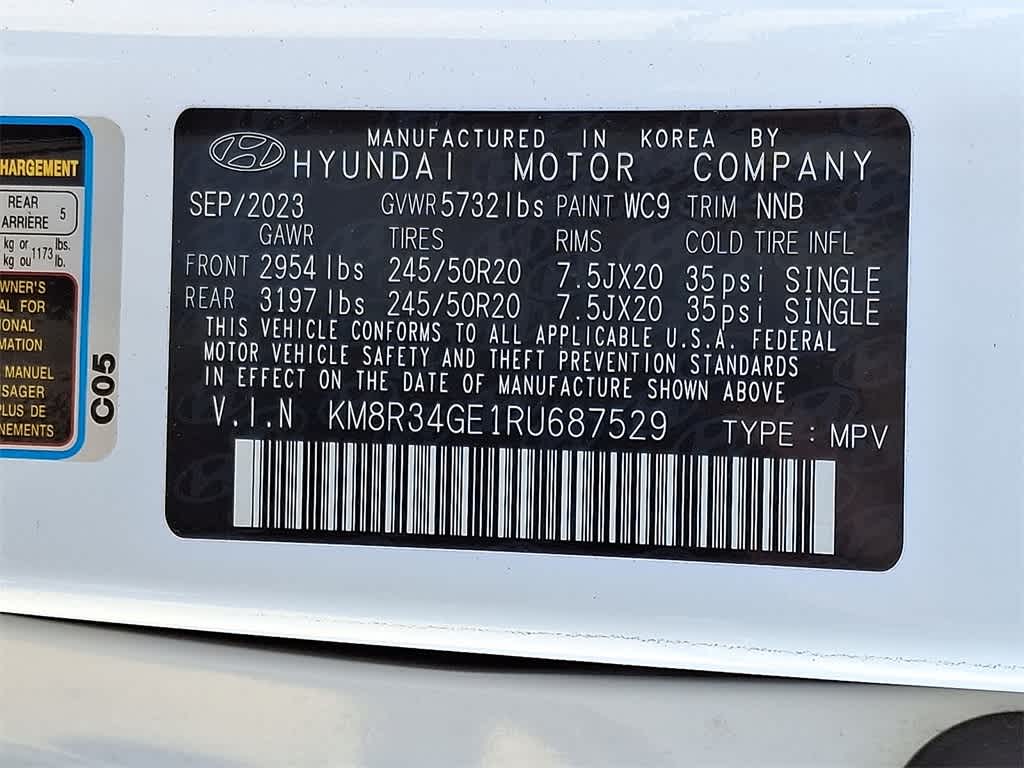 HARGEMENT
REAR
ARRIÈRE 5
kg or 1173 lbs.
kg ou lb.
WNER'S
AL FOR
IONAL
MATION
MANUEL
SAGER
PLUS DE
NEMENTS
C05
MANUFACTURED IN KOREA BY
HYUNDAI MOTOR COMPANY
SEP/2023 GVWR 5732lbs PAINT WC9 TRIM NNB
GAWR TIRES RIMS COLD TIRE INFL
FRONT 2954 lbs 245/50R20 7.5JX20 35psi SINGLE
REAR 3197 lbs 245/50R20 7.5JX20 35psi SINGLE
THIS VEHICLE CONFORMS TO ALL APPLICABLE U.S.A. FEDERAL
MOTOR VEHICLE SAFETY AND THEFT PREVENTION STANDARDS
IN EFFECT ON THE DATE OF MANUFACTURE SHOWN ABOVE
V.I.N KM8R34GE1RU687529 TYPE : MPV